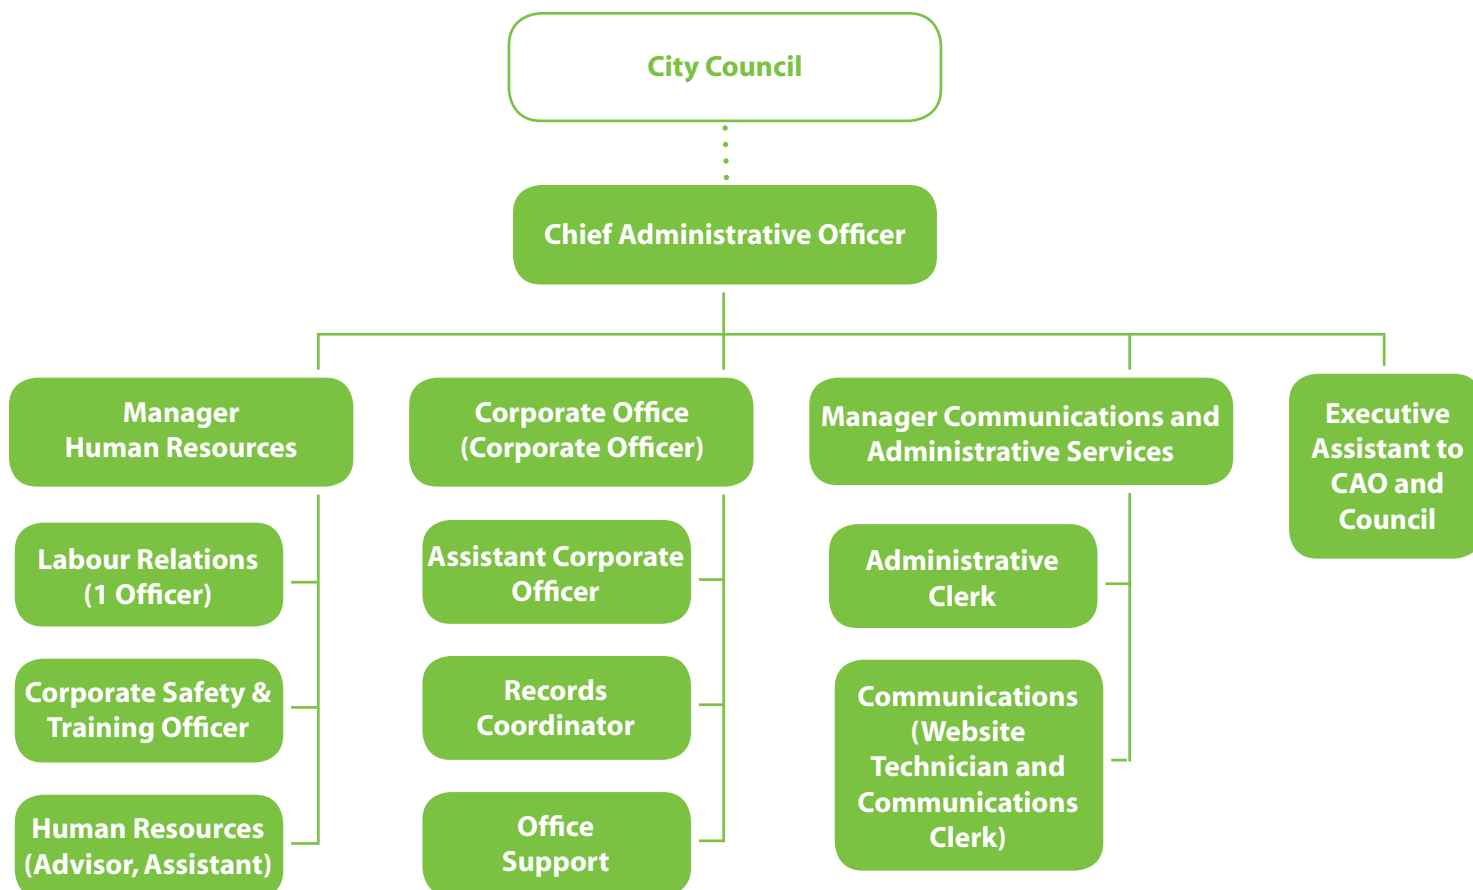 City Council
Chief Administrative Officer
Manager
Human Resources
Corporate Office
(Corporate Officer)
Manager Communications and
Administrative Services
Executive
Assistant to
CAO and
Council
Labour Relations
(1 Officer)
Assistant Corporate
Officer
Administrative
Clerk
Corporate Safety &
Training Officer
Records
Coordinator
Communications
(Website
Technician and
Communications
Clerk)
Human Resources
(Advisor, Assistant)
Office
Support